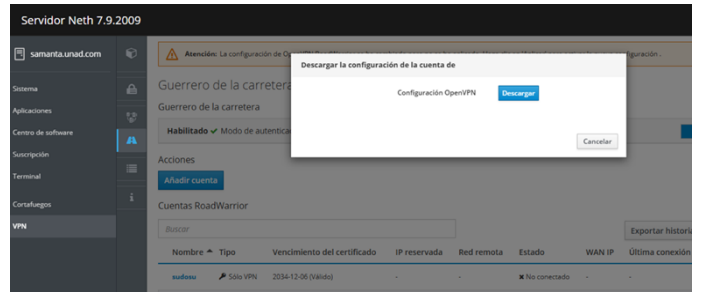 Servidor Neth 7.9.2009
samanta.unad.com
Sistema
Aplicaciones
Centro de software
Suscripción
Terminal
Cortafuegos
VPN
Atención: La configuración de
Guerrero de la carretera
Guerrero de la carretera
Habilitado ✔ Modo de autentica
Acciones
Añadir cuenta
Cuentas RoadWarrior
Buscar
Exportar histori
Nombre Tipo Vencimiento del certificado IP reservada Red remota Estado WAN IP Última conexión
sudosu Sólo VPN 2034-12-06 (Válido) - - ✖ No conectado - -
Descargar la configuración de la cuenta de
Configuración OpenVPN Descargar
Cancelar